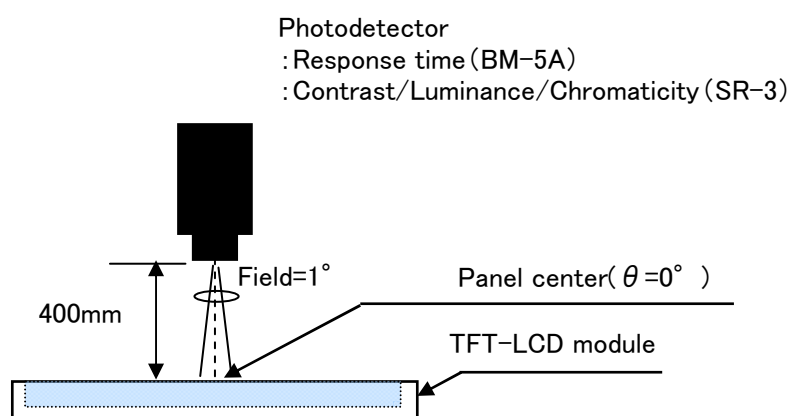 Photodetector
:Response time(BM-5A)
:Contrast/Luminance/Chromaticity(SR-3)
Field=1°
Panel center(θ=0° )
400mm
TFT-LCD module